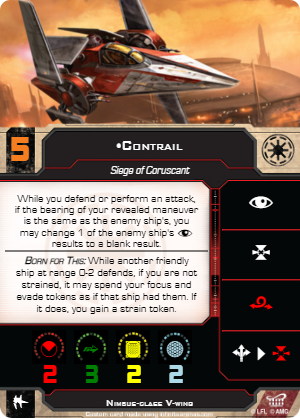 5
•Contrail
Siege of Coruscant
While you defend or perform an attack,
if the bearing of your revealed maneuver
is the same as the enemy ship's, you
may change 1 of the enemy ship's
results to a blank result.
Born for This: While another friendly
ship at range 0-2 defends, if you are not
strained, it may spend your focus and
evade tokens as if that ship had them. If
it does, you gain a strain token.
2 3 2 2
Nimbus-class V-wing
©LFL ©AMG